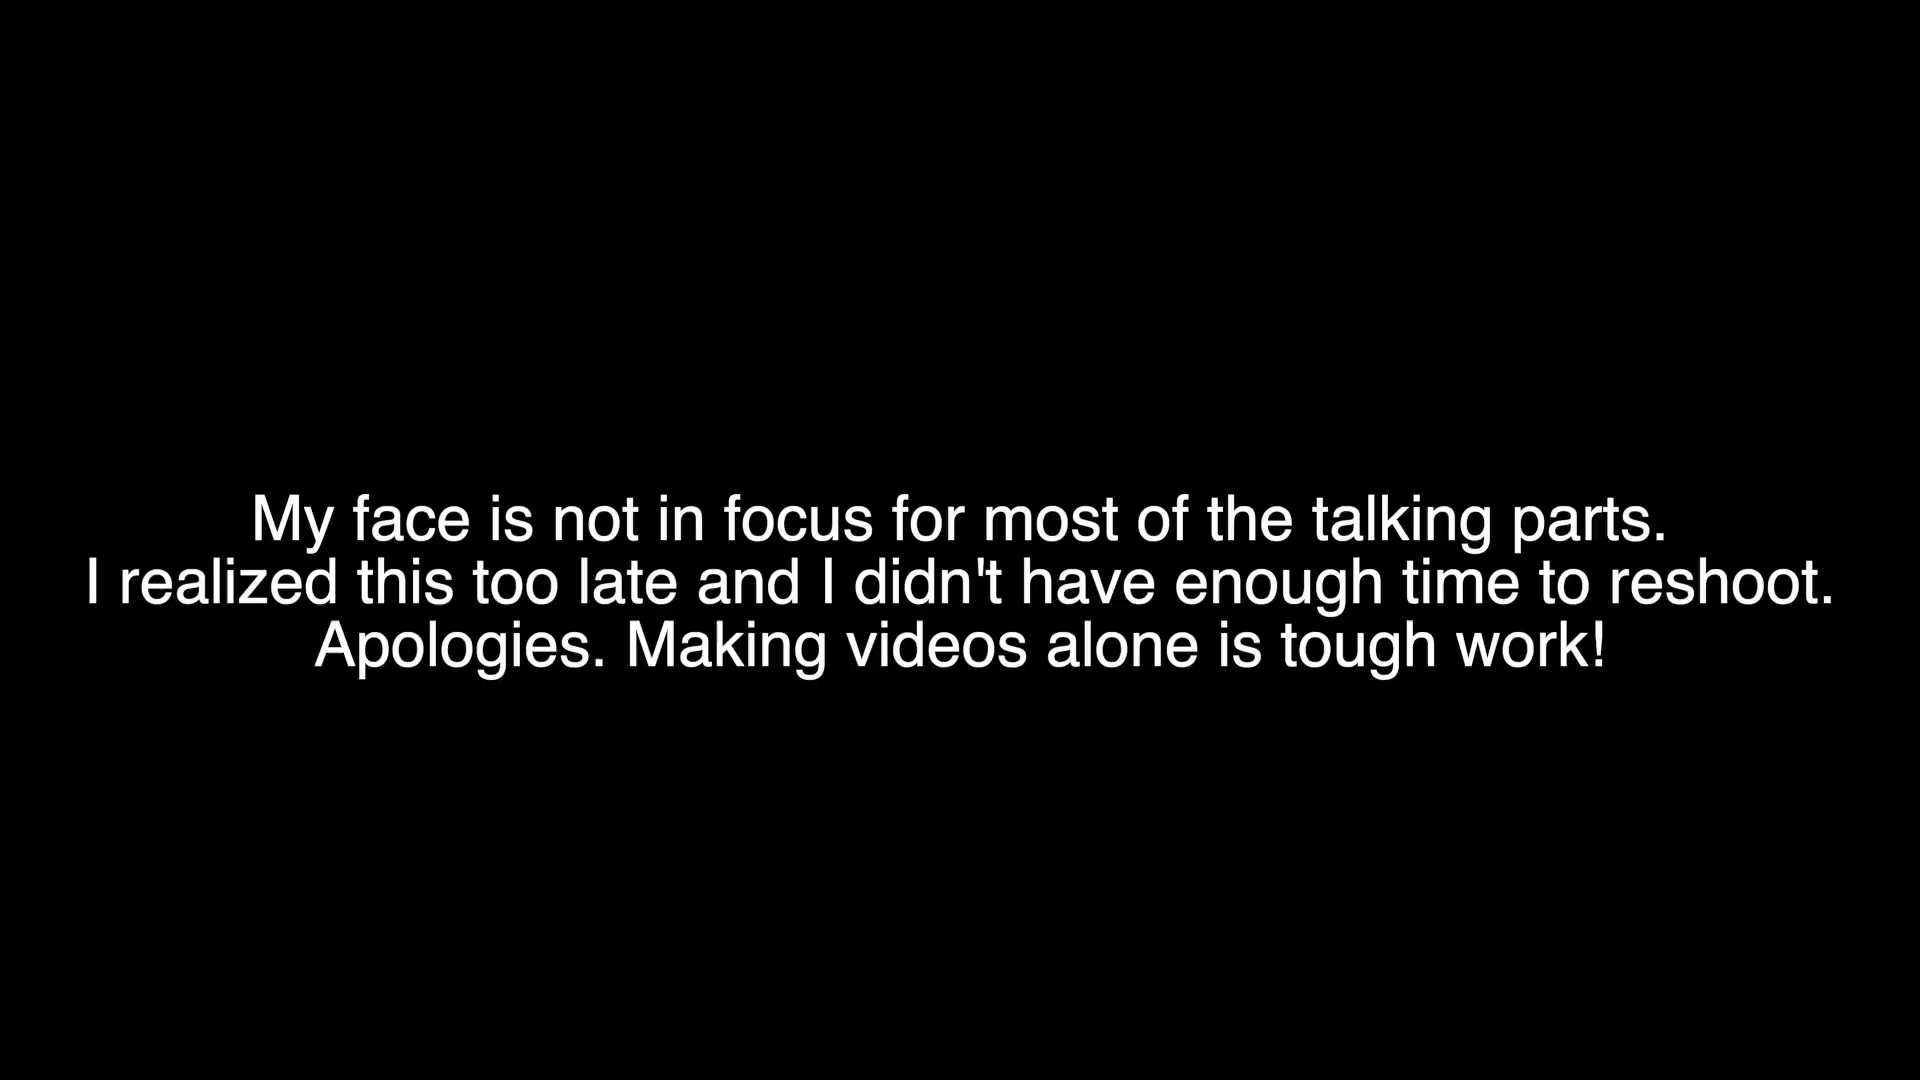 My face is not in focus for most of the talking parts.
I realized this too late and I didn't have enough time to reshoot.
Apologies. Making videos alone is tough work!